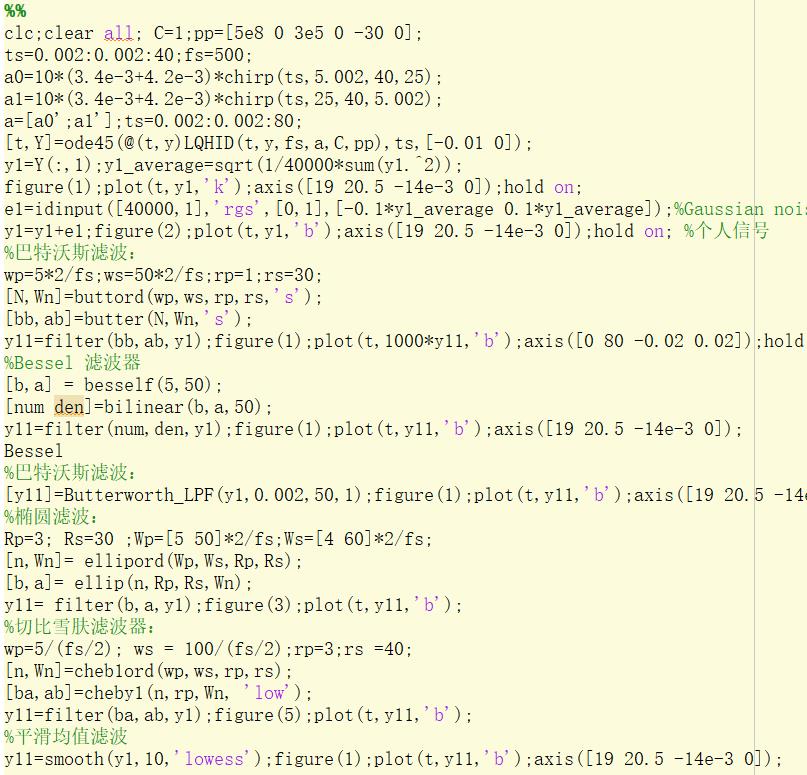 %%
clc;clear all; C=1;pp=[5e8 0 3e5 0 -30 0];
ts=0.002:0.002:40;fs=500;
a0=10*(3.4e-3+4.2e-3)*chirp(ts,5.002,40,25);
a1=10*(3.4e-3+4.2e-3)*chirp(ts,25,40,5.002);
a=[a0';a1'];ts=0.002:0.002:80;
[t,Y]=ode45(@(t,y)LQHID(t,y,fs,a,C,pp),ts,[-0.01 0]);
y1=Y(:,1);y1_average=sqrt(1/40000*sum(y1.^2));
figure(1);plot(t,y1,'k');axis([19 20.5 -14e-3 0]);hold on;
e1=idinput([40000,1],'rgs',[0,1],[-0.1*y1_average 0.1*y1_average]);%Gaussian nois
y1=y1+e1;figure(2);plot(t,y1,'b');axis([19 20.5 -14e-3 0]);hold on; %个人信号
%巴特沃斯滤波:
wp=5*2/fs;ws=50*2/fs;rp=1;rs=30;
[N,Wn]=buttord(wp,ws,rp,rs,'s');
[bb,ab]=butter(N,Wn,'s');
y11=filter(bb,ab,y1);figure(1);plot(t,1000*y11,'b');axis([0 80 -0.02 0.02]);hold
%Bessel 滤波器
[b,a] = besself(5,50);
[num den]=bilinear(b,a,50);
y11=filter(num,den,y1);figure(1);plot(t,y11,'b');axis([19 20.5 -14e-3 0]);
Bessel
%巴特沃斯滤波:
[y11]=Butterworth_LPF(y1,0.002,50,1);figure(1);plot(t,y11,'b');axis([19 20.5 -14e
%椭圆滤波:
Rp=3; Rs=30 ;Wp=[5 50]*2/fs;Ws=[4 60]*2/fs;
[n,Wn]= ellipord(Wp,Ws,Rp,Rs);
[b,a]= ellip(n,Rp,Rs,Wn);
y11= filter(b,a,y1);figure(3);plot(t,y11,'b');
%切比雪肤滤波器:
wp=5/(fs/2); ws = 100/(fs/2);rp=3;rs =40;
[n,Wn]=cheb1ord(wp,ws,rp,rs);
[ba,ab]=cheby1(n,rp,Wn, 'low');
y11=filter(ba,ab,y1);figure(5);plot(t,y11,'b');
%平滑均值滤波
y11=smooth(y1,10,'lowess');figure(1);plot(t,y11,'b');axis([19 20.5 -14e-3 0]);